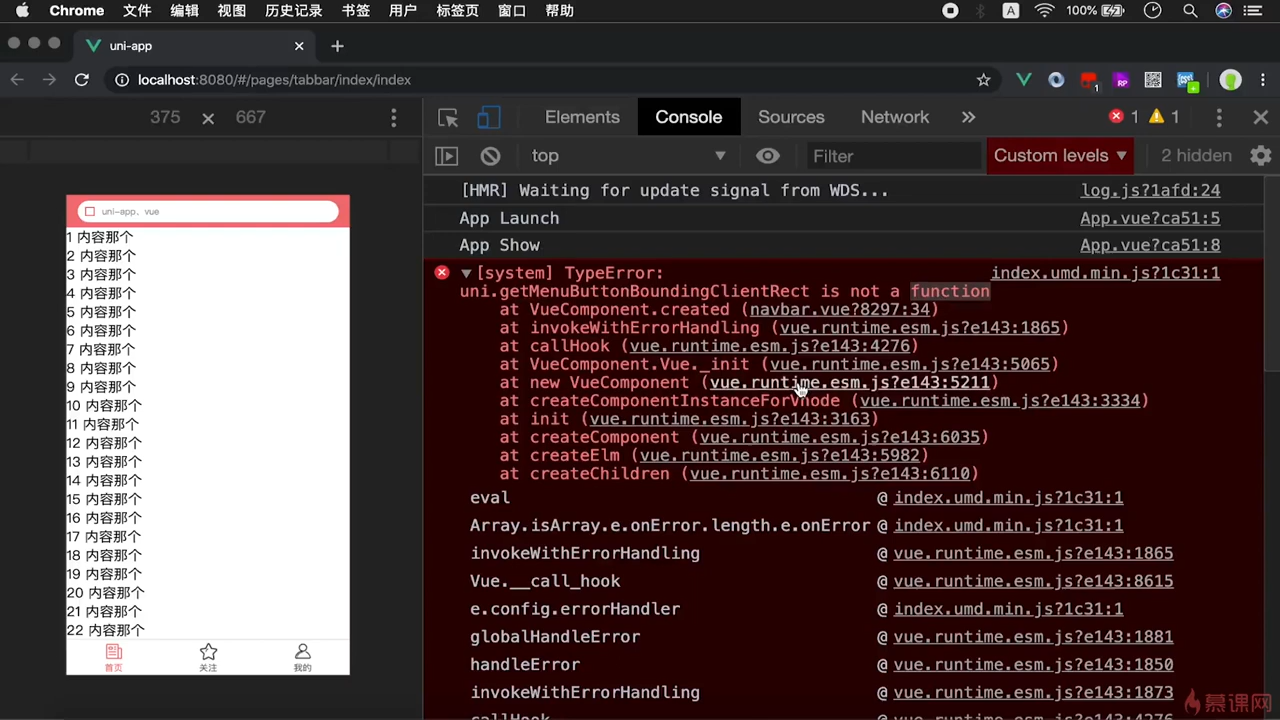 Chrome 文件 编辑 视图 历史记录 书签 用户 标签页 窗口 帮助 A 100%
uni-app
localhost:8080/#/pages/tabbar/index/index
RP 1
375 667
Elements Console Sources Network 1 1
top Filter Custom levels 2 hidden
[HMR] Waiting for update signal from WDS... log.js?1afd:24
App Launch App.vue?ca51:5
App Show App.vue?ca51:8
[system] TypeError: index.umd.min.js?1c31:1
uni.getMenuButtonBoundingClientRect is not a function
at VueComponent.created (navbar.vue?8297:34)
at invokeWithErrorHandling (vue.runtime.esm.js?e143:1865)
at callHook (vue.runtime.esm.js?e143:4276)
at VueComponent.Vue._init (vue.runtime.esm.js?e143:5065)
at new VueComponent (vue.runtime.esm.js?e143:5211)
at createComponentInstanceForVnode (vue.runtime.esm.js?e143:3334)
at init (vue.runtime.esm.js?e143:3163)
at createComponent (vue.runtime.esm.js?e143:6035)
at createElm (vue.runtime.esm.js?e143:5982)
at createChildren (vue.runtime.esm.js?e143:6110)
eval @ index.umd.min.js?1c31:1
Array.isArray.e.onError.length.e.onError @ index.umd.min.js?1c31:1
invokeWithErrorHandling @ vue.runtime.esm.js?e143:1865
Vue.__call_hook @ vue.runtime.esm.js?e143:8615
e.config.errorHandler @ index.umd.min.js?1c31:1
globalHandleError @ vue.runtime.esm.js?e143:1881
handleError @ vue.runtime.esm.js?e143:1850
invokeWithErrorHandling @ vue.runtime.esm.js?e143:1873
callHook @ vue.runtime.esm.js?e143:4276
uni-app、vue
1 内容那个
2 内容那个
3 内容那个
4 内容那个
5 内容那个
6 内容那个
7 内容那个
8 内容那个
9 内容那个
10 内容那个
11 内容那个
12 内容那个
13 内容那个
14 内容那个
15 内容那个
16 内容那个
17 内容那个
18 内容那个
19 内容那个
20 内容那个
21 内容那个
22 内容那个
首页 关注 我的
慕课网